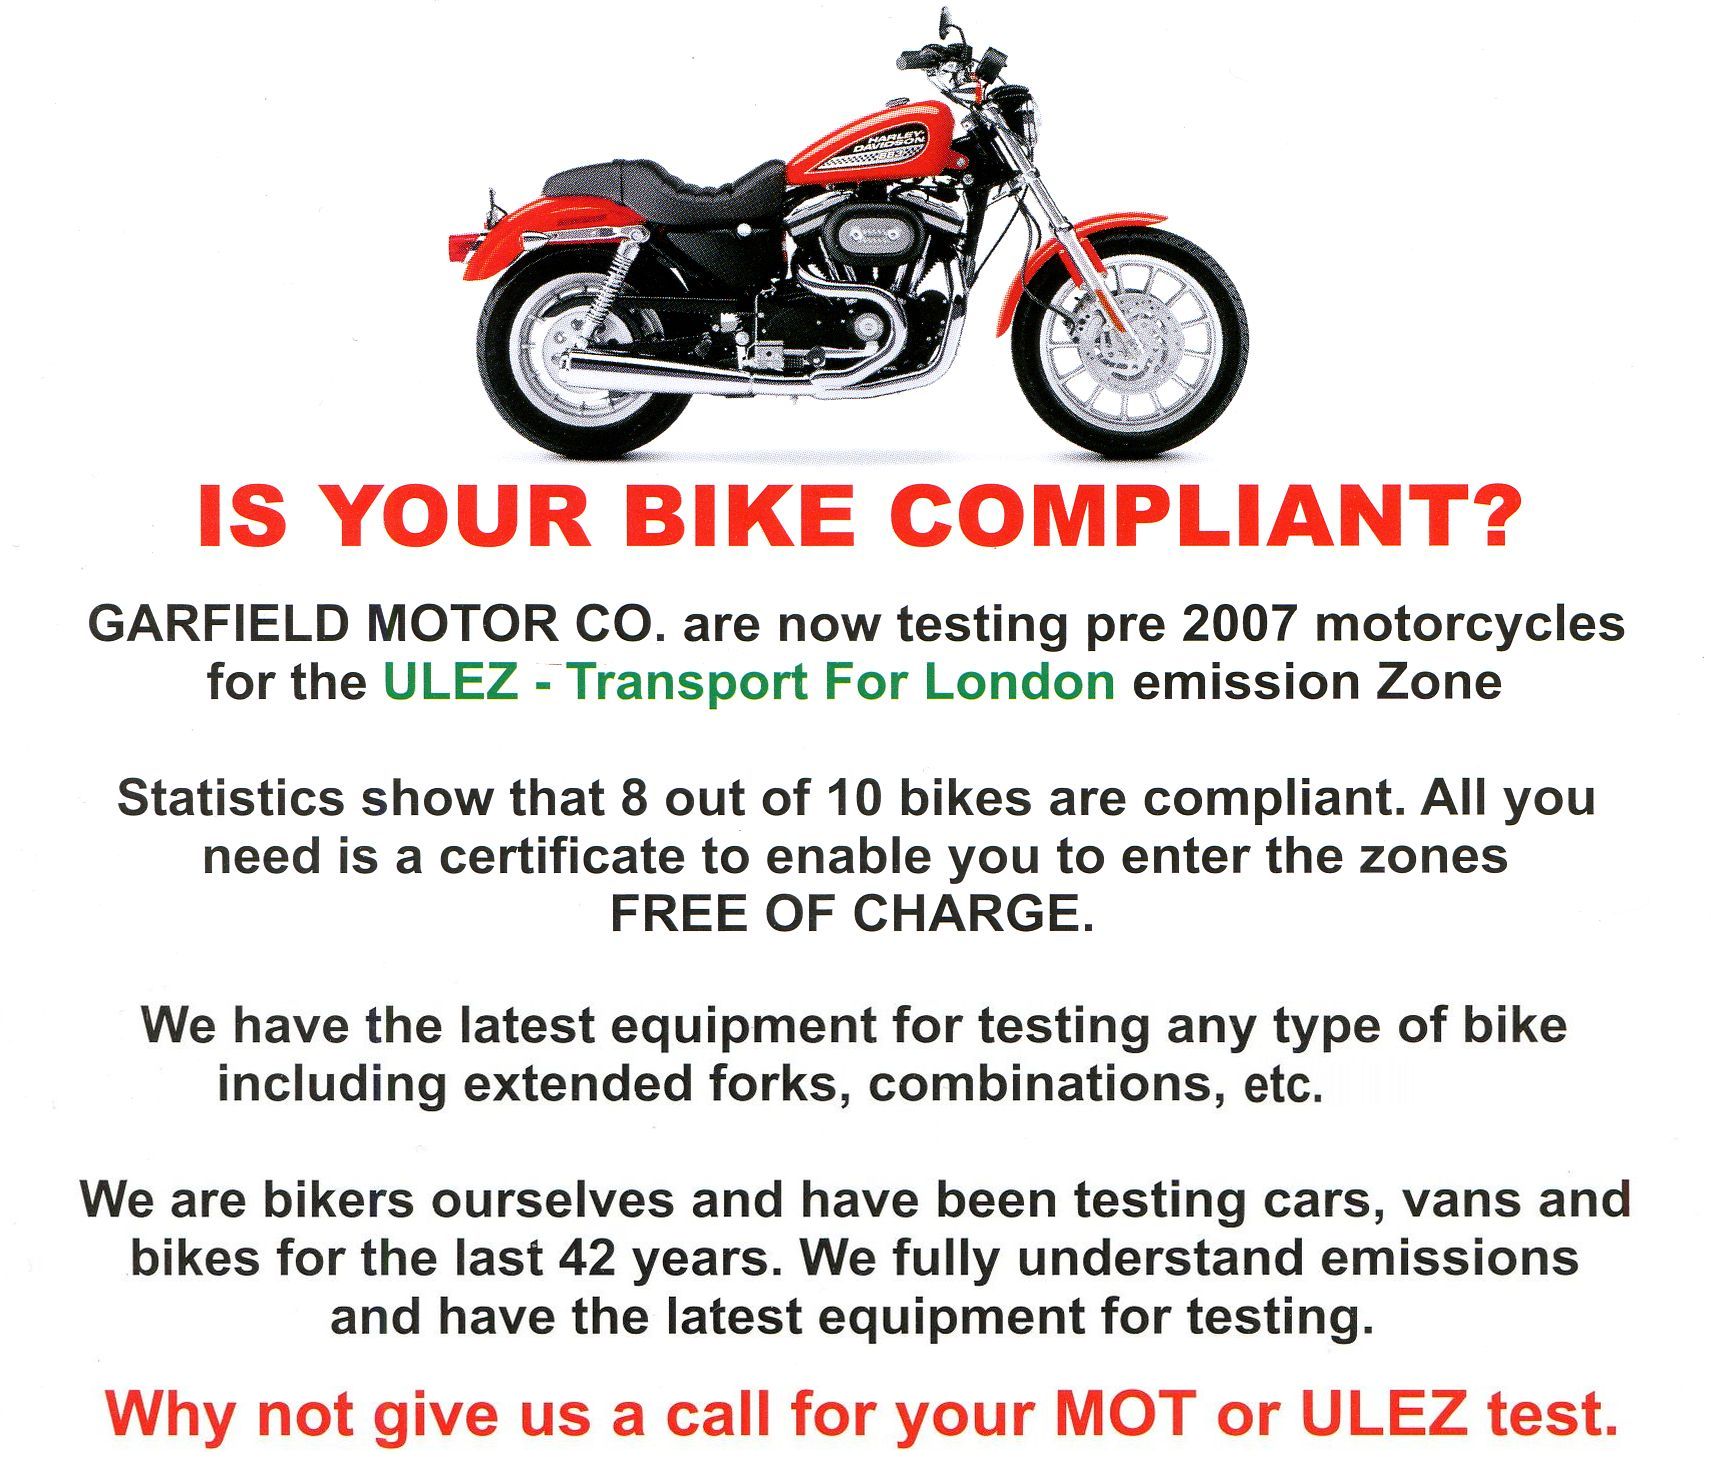 HARLEY-
DAVIDSON
883
IS YOUR BIKE COMPLIANT?
GARFIELD MOTOR CO. are now testing pre 2007 motorcycles
for the ULEZ - Transport For London emission Zone
Statistics show that 8 out of 10 bikes are compliant. All you
need is a certificate to enable you to enter the zones
FREE OF CHARGE.
We have the latest equipment for testing any type of bike
including extended forks, combinations, etc.
We are bikers ourselves and have been testing cars, vans and
bikes for the last 42 years. We fully understand emissions
and have the latest equipment for testing.
Why not give us a call for your MOT or ULEZ test.